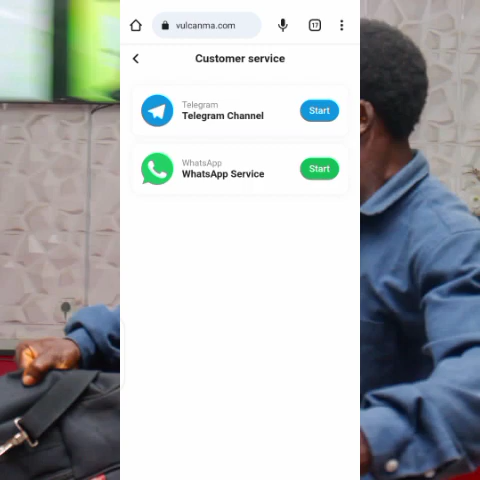 vulcanma.com
17
Customer service
Telegram
Telegram Channel
Start
WhatsApp
WhatsApp Service
Start